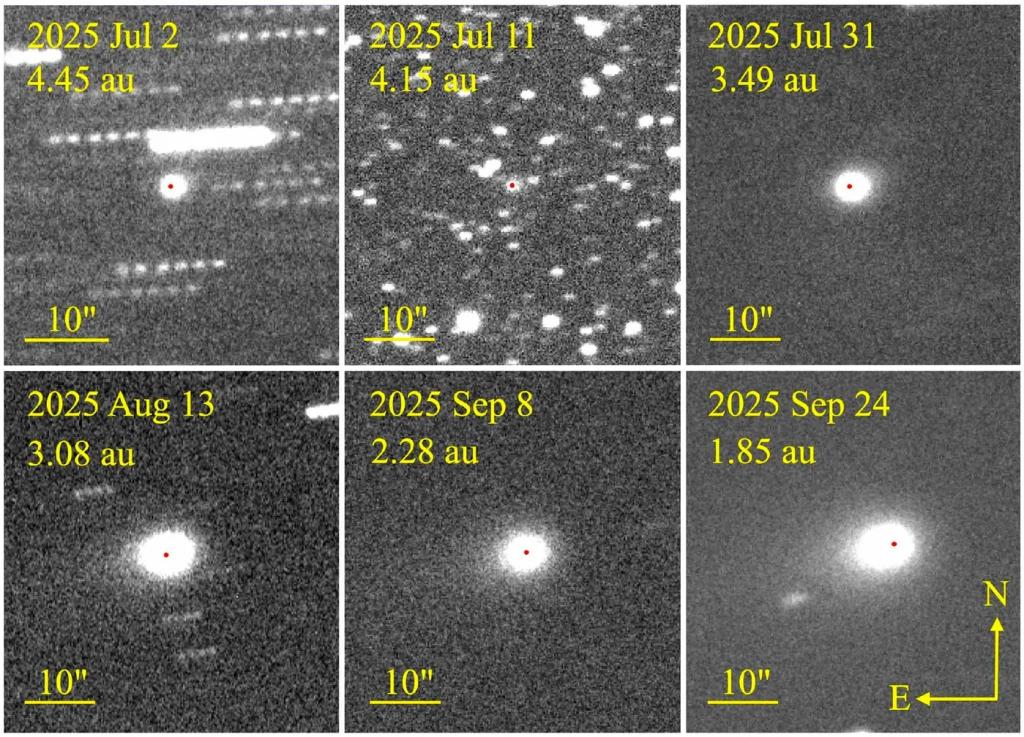 2025 Jul 2
4.45 au
10"
2025 Jul 11
4.15 au
10"
2025 Jul 31
3.49 au
10"
2025 Aug 13
3.08 au
10"
2025 Sep 8
2.28 au
10"
2025 Sep 24
1.85 au
10"
N
E